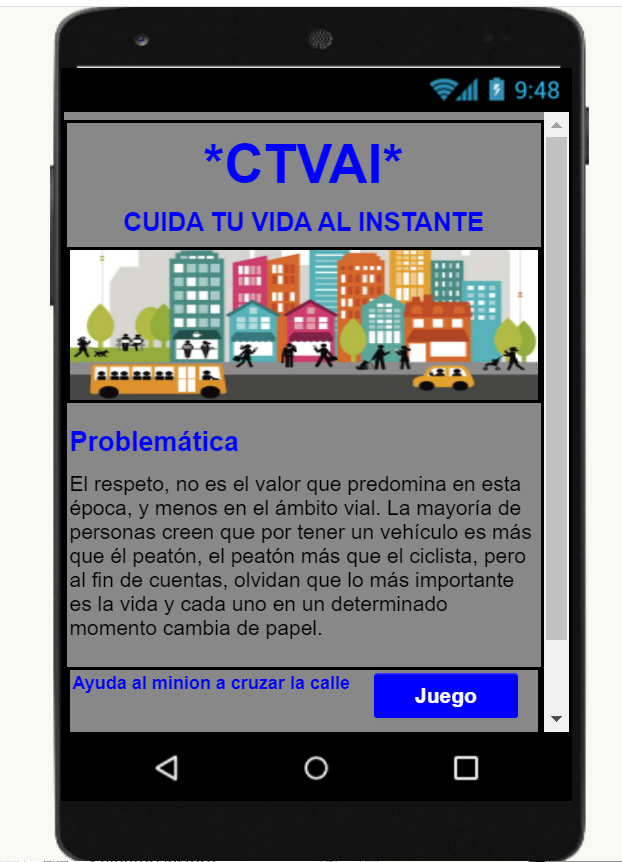 9:48
*CTVAI*
CUIDA TU VIDA AL INSTANTE
Problemática
El respeto, no es el valor que predomina en esta
época, y menos en el ámbito vial. La mayoría de
personas creen que por tener un vehículo es más
que él peatón, el peatón más que el ciclista, pero
al fin de cuentas, olvidan que lo más importante
es la vida y cada uno en un determinado
momento cambia de papel.
Ayuda al minion a cruzar la calle
Juego